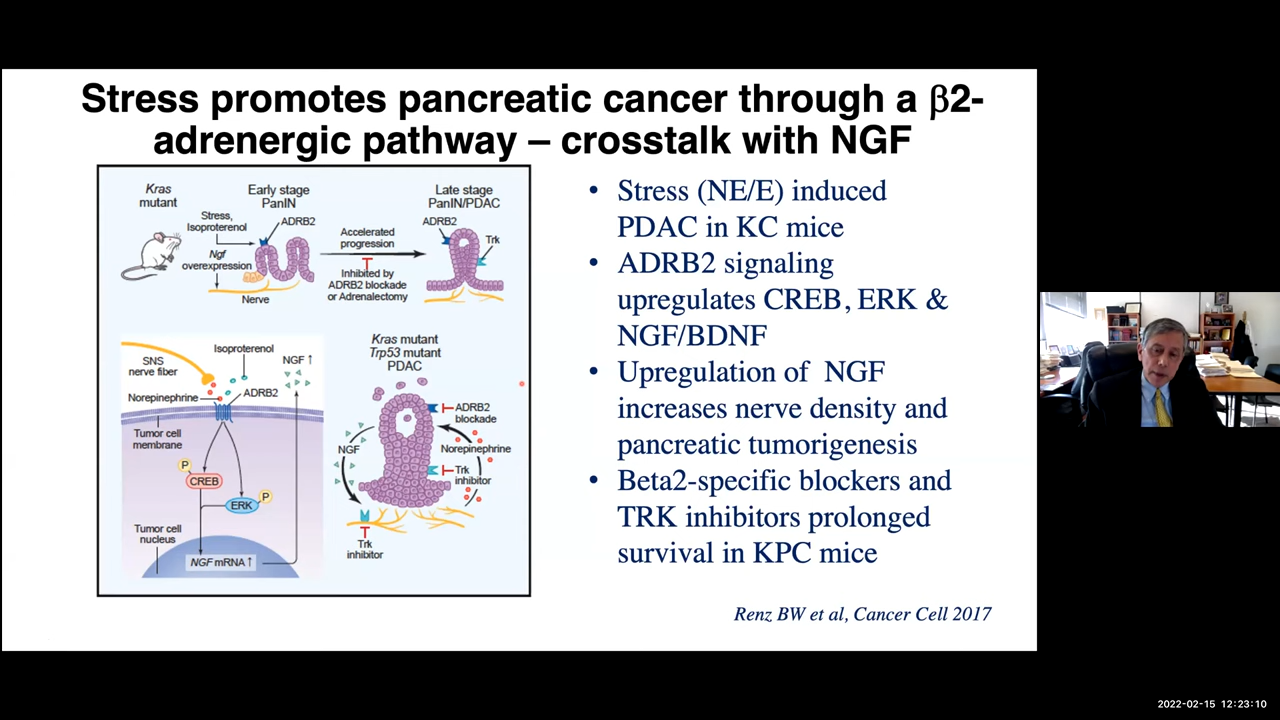 Stress promotes pancreatic cancer through a β2-
adrenergic pathway – crosstalk with NGF
Kras
mutant
Early stage
PanIN
Late stage
PanIN/PDAC
Stress,
Isoproterenol
ADRB2
Ngf
overexpression
Nerve
Accelerated
progression
Inhibited by
ADRB2 blockade
or Adrenalectomy
ADRB2
Trk
SNS
nerve fiber
Isoproterenol
NGF ↑
Norepinephrine
ADRB2
Tumor cell
membrane
P
CREB
ERK
P
Tumor cell
nucleus
NGF mRNA ↑
Kras mutant
Trp53 mutant
PDAC
ADRB2
blockade
NGF
Norepinephrine
Trk
inhibitor
Trk
inhibitor
• Stress (NE/E) induced
PDAC in KC mice
• ADRB2 signaling
upregulates CREB, ERK &
NGF/BDNF
• Upregulation of NGF
increases nerve density and
pancreatic tumorigenesis
• Beta2-specific blockers and
TRK inhibitors prolonged
survival in KPC mice
Renz BW et al, Cancer Cell 2017
2022-02-15 12:23:10